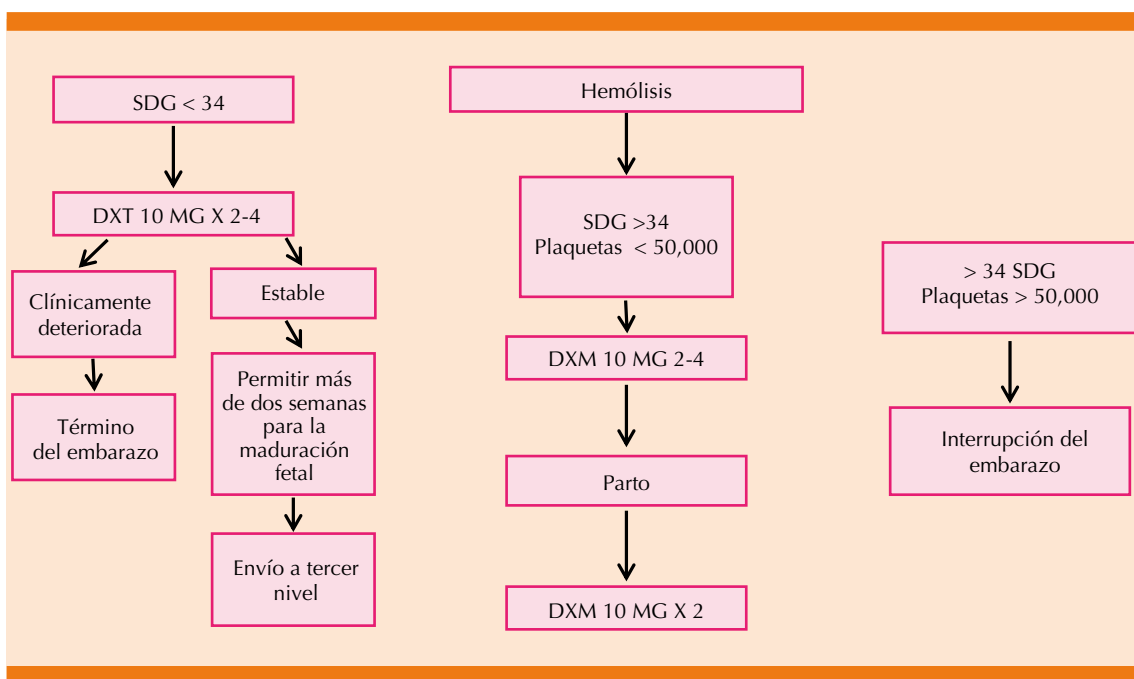 SDG < 34
DXT 10 MG X 2-4
Clínicamente
deteriorada
Término
del embarazo
Estable
Permitir más
de dos semanas
para la
maduración
fetal
Envío a tercer
nivel
Hemólisis
SDG >34
Plaquetas < 50,000
DXM 10 MG 2-4
Parto
DXM 10 MG X 2
> 34 SDG
Plaquetas > 50,000
Interrupción del
embarazo